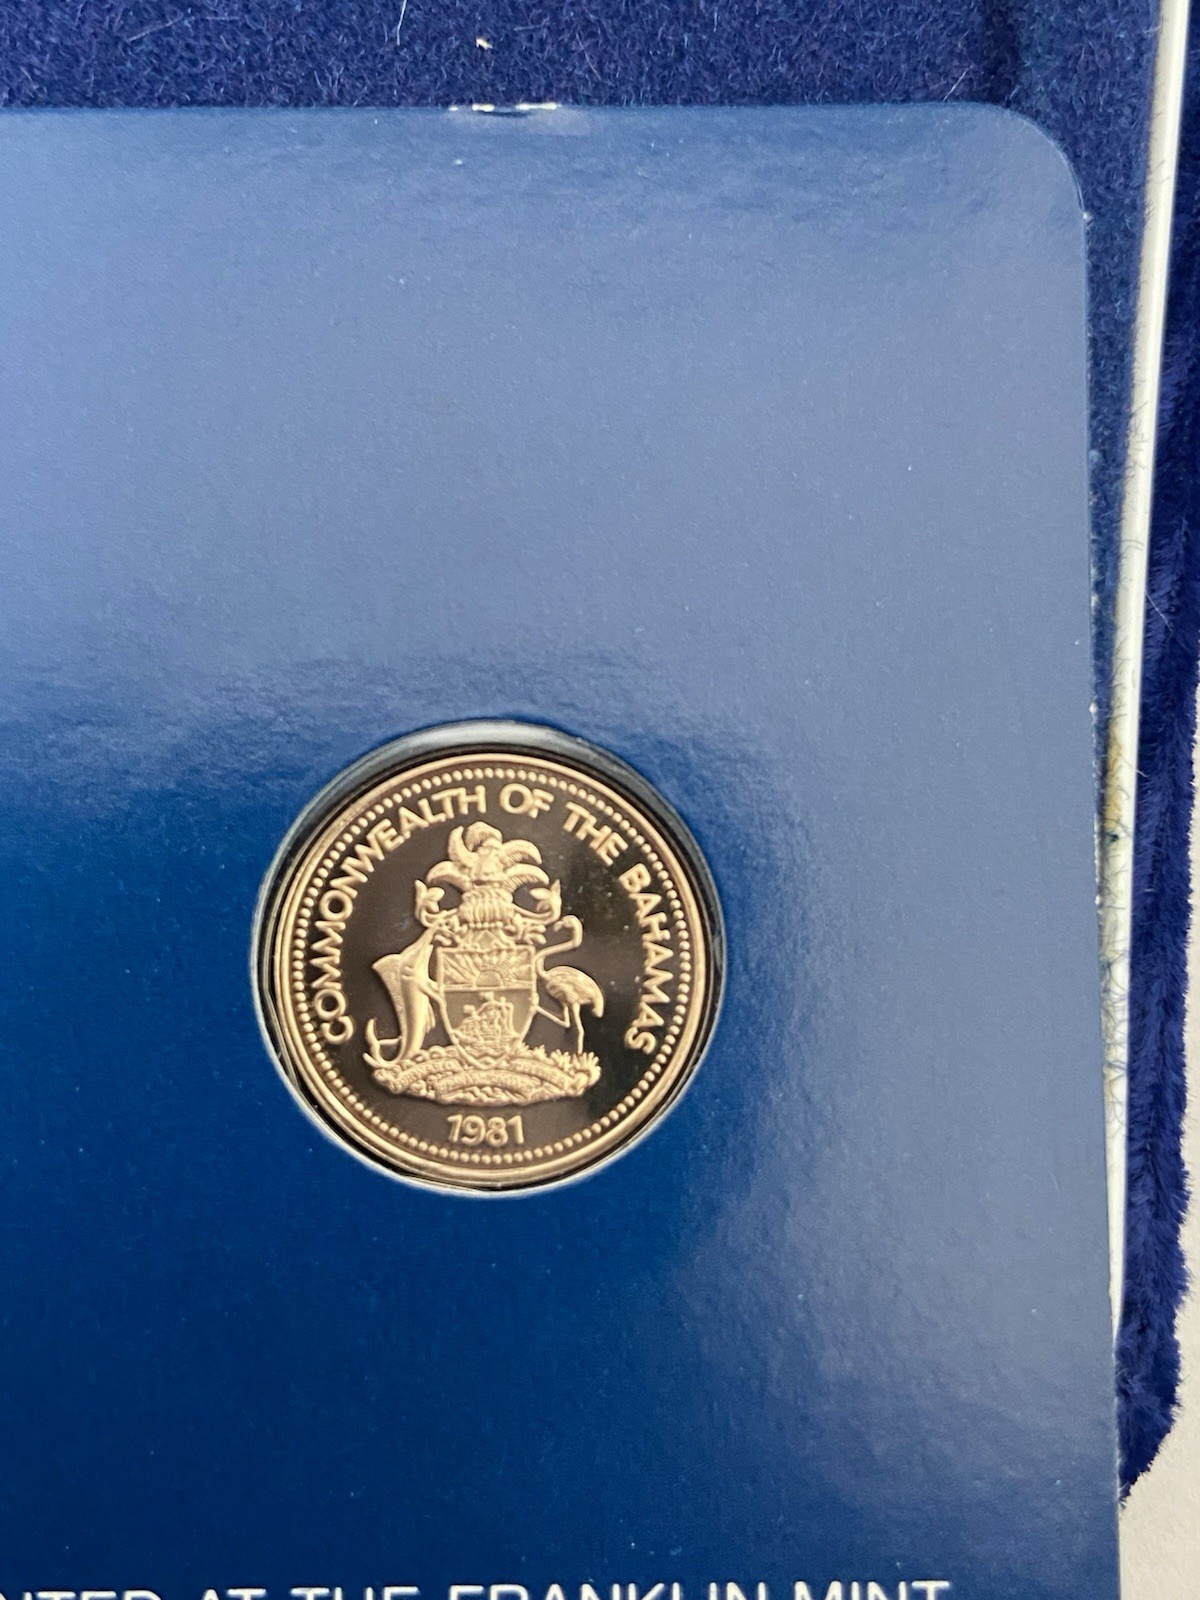 COMMONWEALTH OF THE BAHAMAS
1981
AT THE FRANKLIN MINT